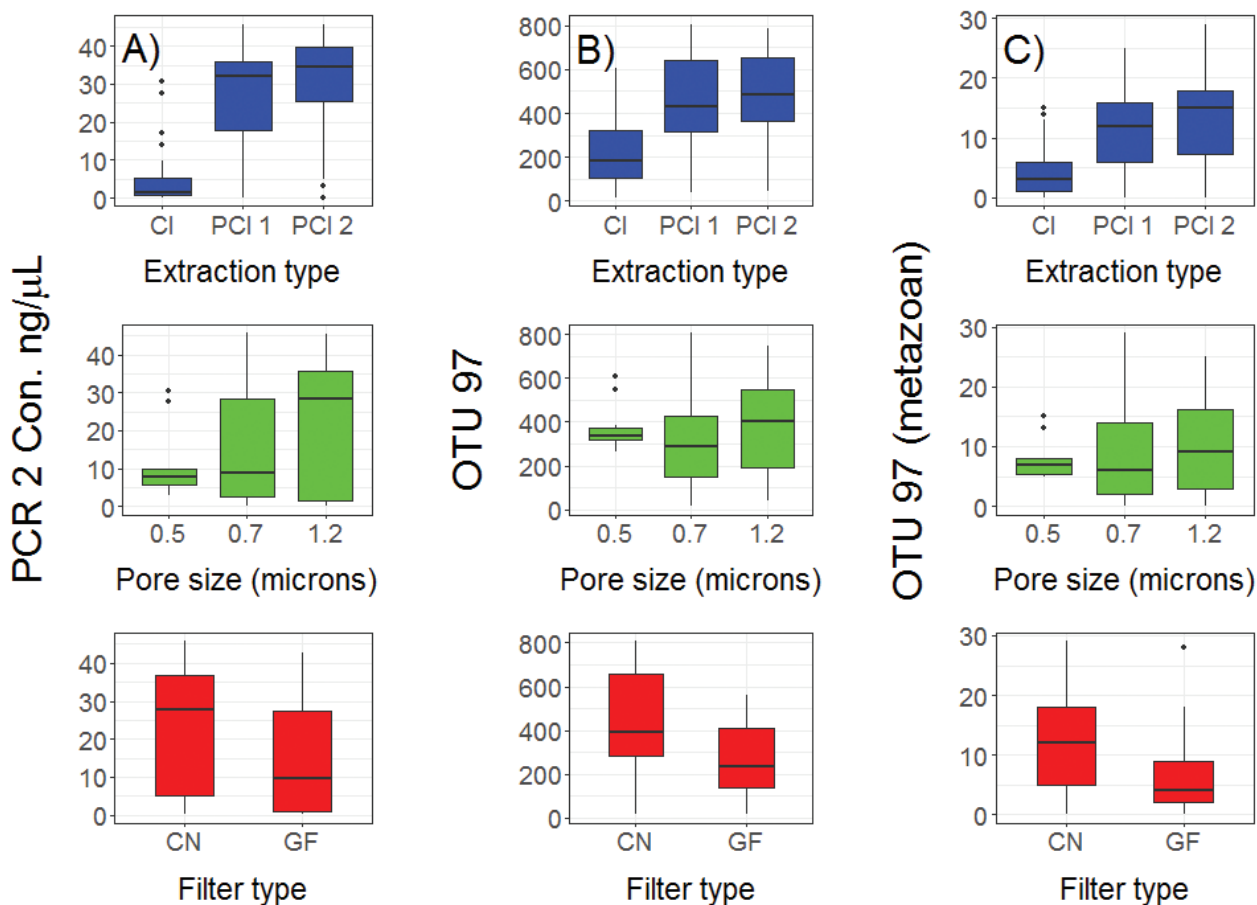 PCR 2 Con. ng/μL
A)
40
30
20
10
0
CI PCI 1 PCI 2
Extraction type
40
30
20
10
0
0.5 0.7 1.2
Pore size (microns)
40
30
20
10
0
CN GF
Filter type
OTU 97
B)
800
600
400
200
0
CI PCI 1 PCI 2
Extraction type
800
600
400
200
0
0.5 0.7 1.2
Pore size (microns)
800
600
400
200
0
CN GF
Filter type
OTU 97 (metazoan)
C)
30
20
10
0
CI PCI 1 PCI 2
Extraction type
30
20
10
0
0.5 0.7 1.2
Pore size (microns)
30
20
10
0
CN GF
Filter type